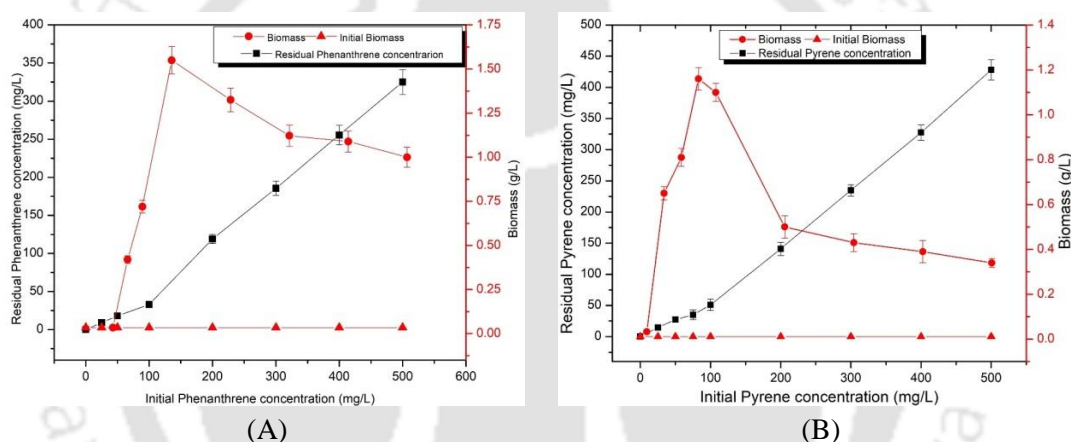 Biomass Initial Biomass
Residual Phenanthrene concentrarion
Residual Phenanthrene concentration (mg/L)
400
350
300
250
200
150
100
50
0
1.75
1.50
1.25
1.00
0.75
0.50
0.25
0.00
Biomass (g/L)
0 100 200 300 400 500 600
Initial Phenanthrene concentration (mg/L)
(A)
Biomass Initial Biomass
Residual Pyrene concentration
Residual Pyrene concentration (mg/L)
500
450
400
350
300
250
200
150
100
50
0
1.4
1.2
1.0
0.8
0.6
0.4
0.2
0.0
Biomass (g/L)
0 100 200 300 400 500
Initial Pyrene concentration (mg/L)
(B)